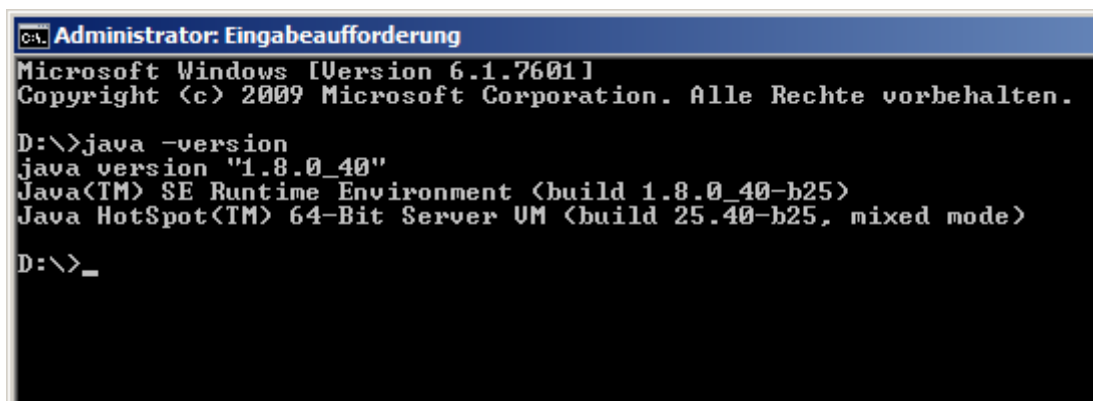 Administrator: Eingabeaufforderung
Microsoft Windows [Version 6.1.7601]
Copyright (c) 2009 Microsoft Corporation. Alle Rechte vorbehalten.
D:\>java -version
java version "1.8.0_40"
Java(TM) SE Runtime Environment (build 1.8.0_40-b25)
Java HotSpot(TM) 64-Bit Server VM (build 25.40-b25, mixed mode)
D:\>_